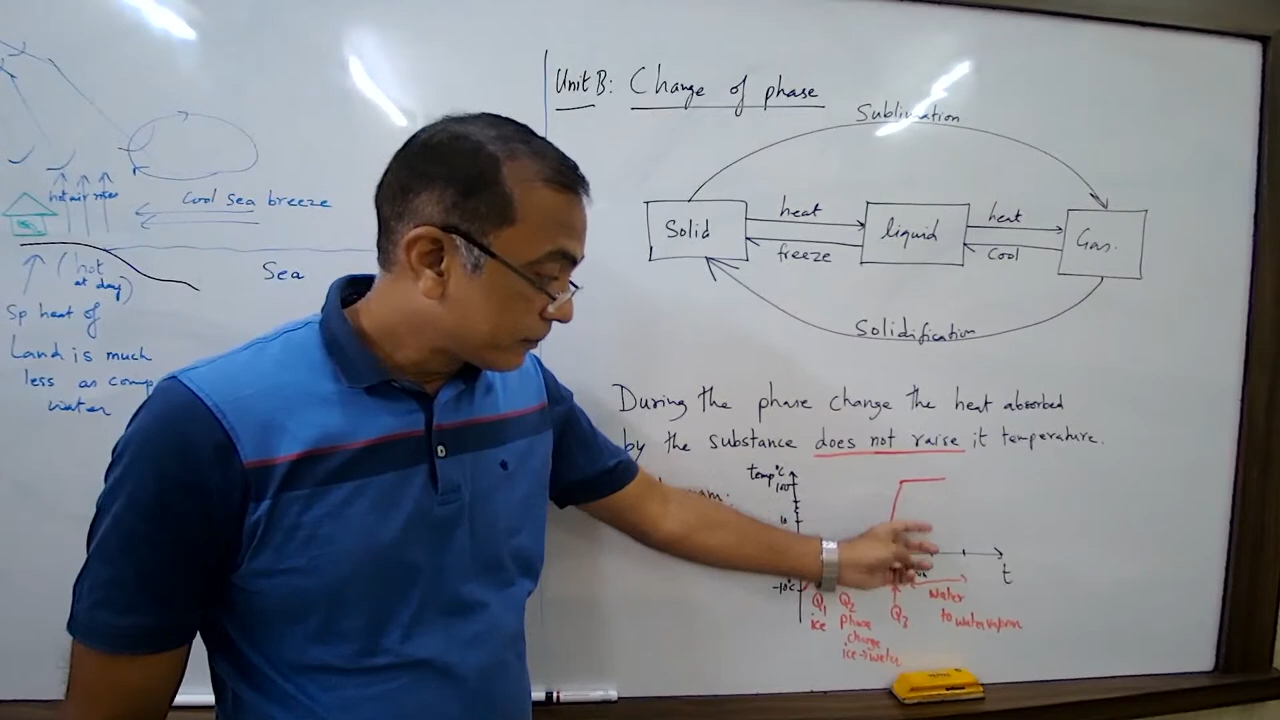 hot air rises
Cool sea breeze
(hot
at day)
Sea
Sp heat of
Land is much
less as comp
water
Unit B: Change of phase
Sublimation
Solid
heat
freeze
liquid
heat
cool
Gas.
Solidification
During the phase change the heat absorbed
by the substance does not raise it temperature.
temp°C
100
10
-10°C
t
Q1
ice
Q2
Phase
change
ice → water
Q3
water
to watervapour